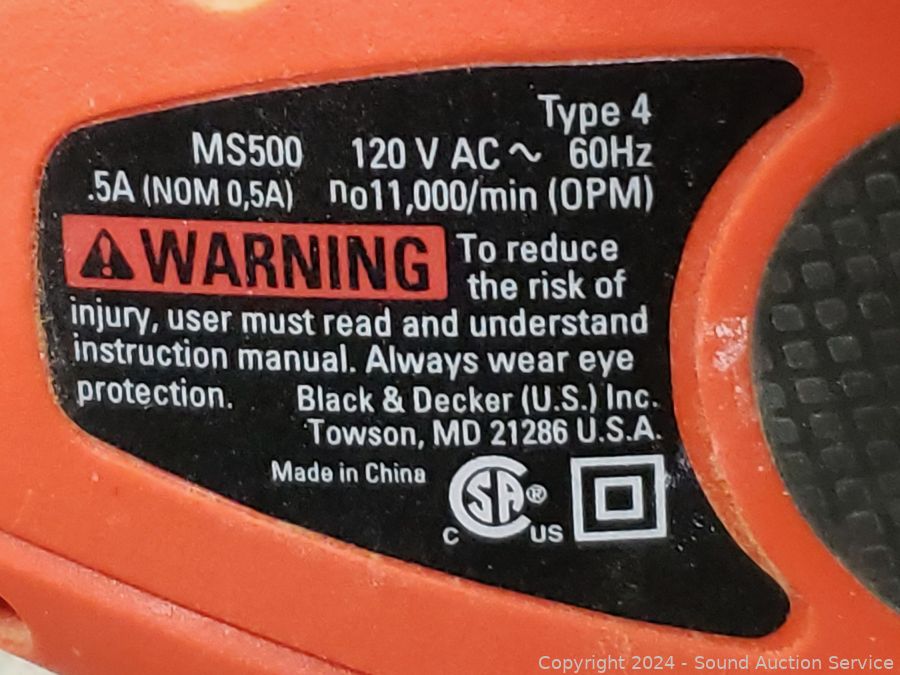 Type 4
MS500 120 V AC ~ 60Hz
.5A (NOM 0,5A) no11,000/min (OPM)
WARNING To reduce
the risk of
injury, user must read and understand
instruction manual. Always wear eye
protection. Black & Decker (U.S.) Inc.
Towson, MD 21286 U.S.A.
Made in China
C SA ® US
Copyright 2024 - Sound Auction Service